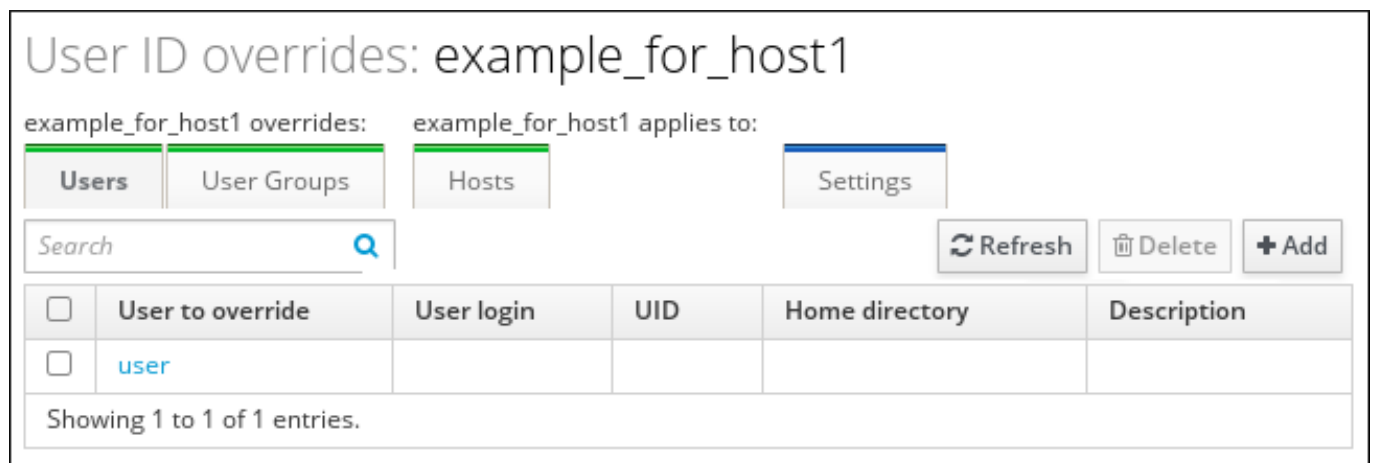 User ID overrides: example_for_host1
example_for_host1 overrides: example_for_host1 applies to:
Users User Groups Hosts Settings
Search Refresh Delete Add
User to override User login UID Home directory Description
user
Showing 1 to 1 of 1 entries.